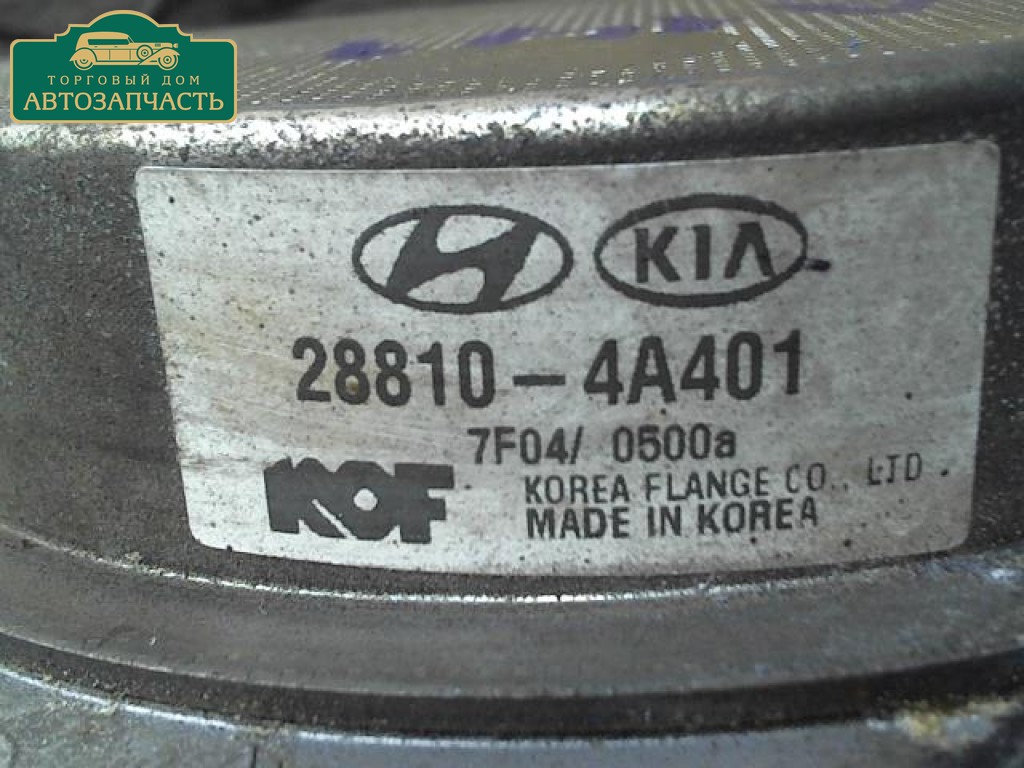 ТОРГОВЫЙ ДОМ
АВТОЗАПЧАСТЬ
KIA
28810-4A401
7F04/ 0500a
KOF
KOREA FLANGE CO., LTD.
MADE IN KOREA